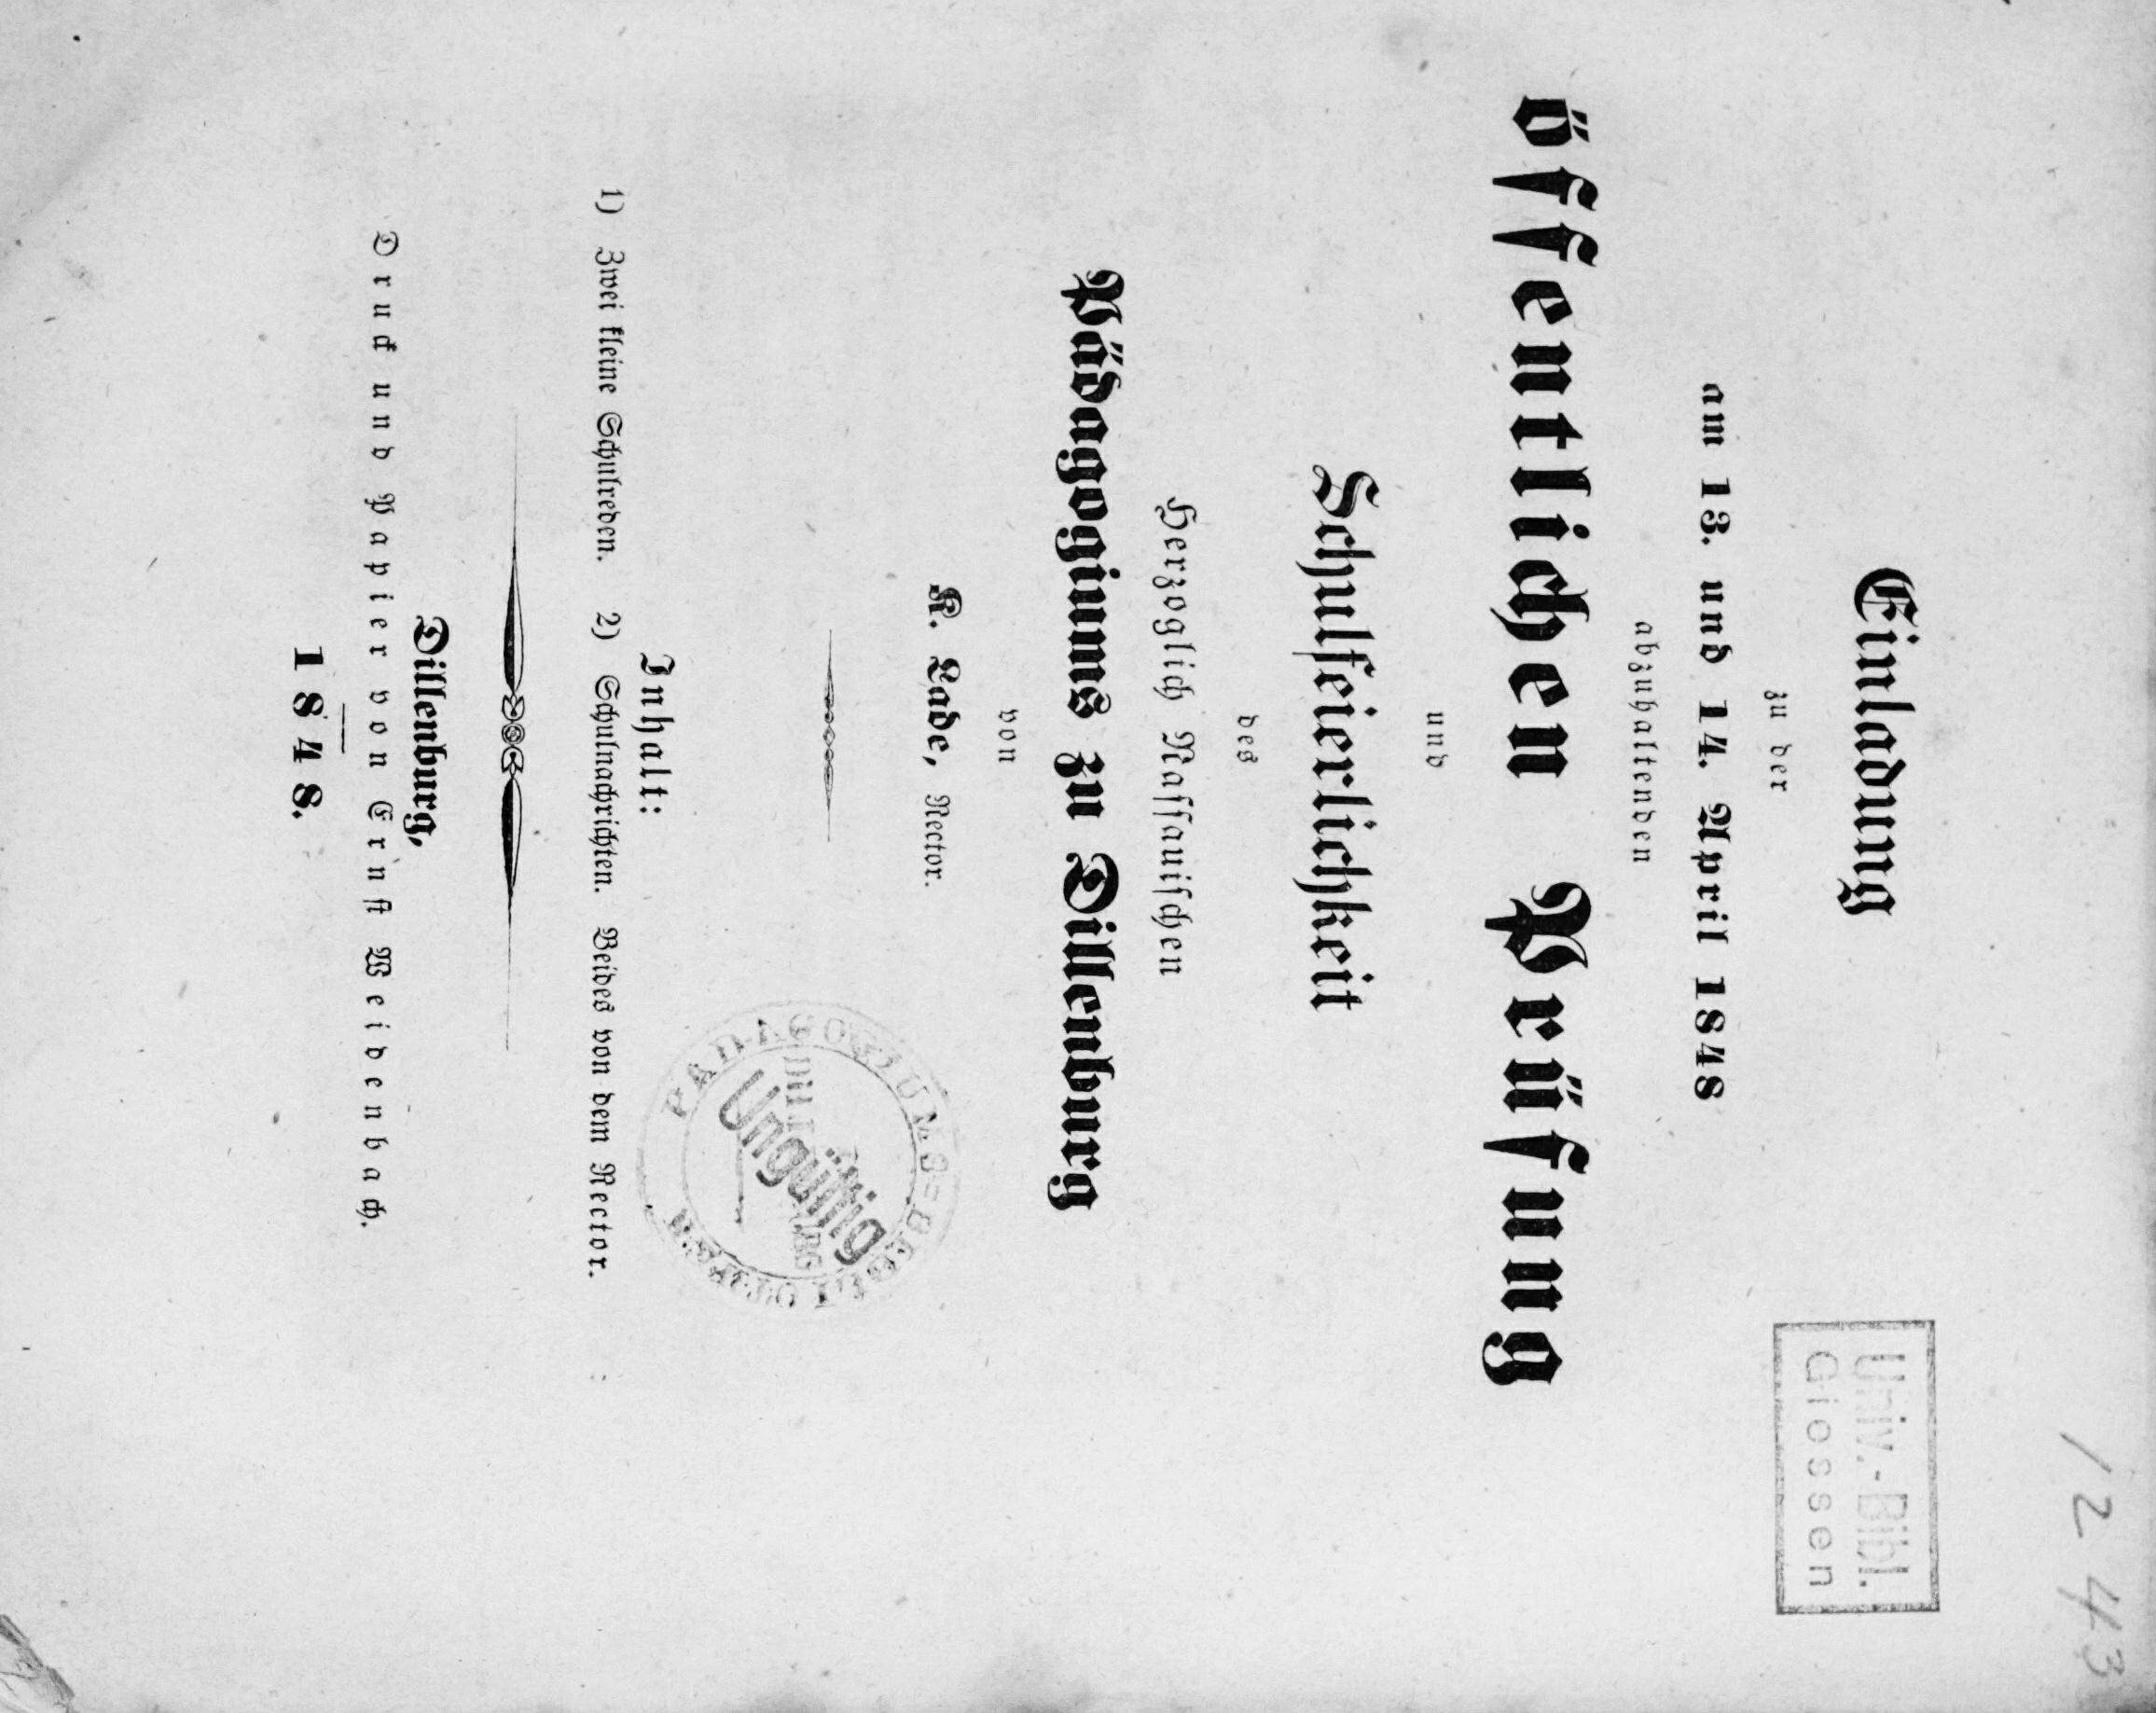 1243
Univ.-Bibl.
Giessen
Einladung
zu der
am 13. und 14. April 1848
abzuhaltenden
öffentlichen Prüfung
und
Schulfeierlichkeit
des
Herzoglich Nassauischen
Pädagogiums zu Dillenburg
von
K. Lade, Rector.
Ungültig
Inhalt:
1) Zwei kleine Schulreden. 2) Schulnachrichten. Beides von dem Rector.
Dillenburg,
Druck und Papier von Ernst Weidenbach.
1848.